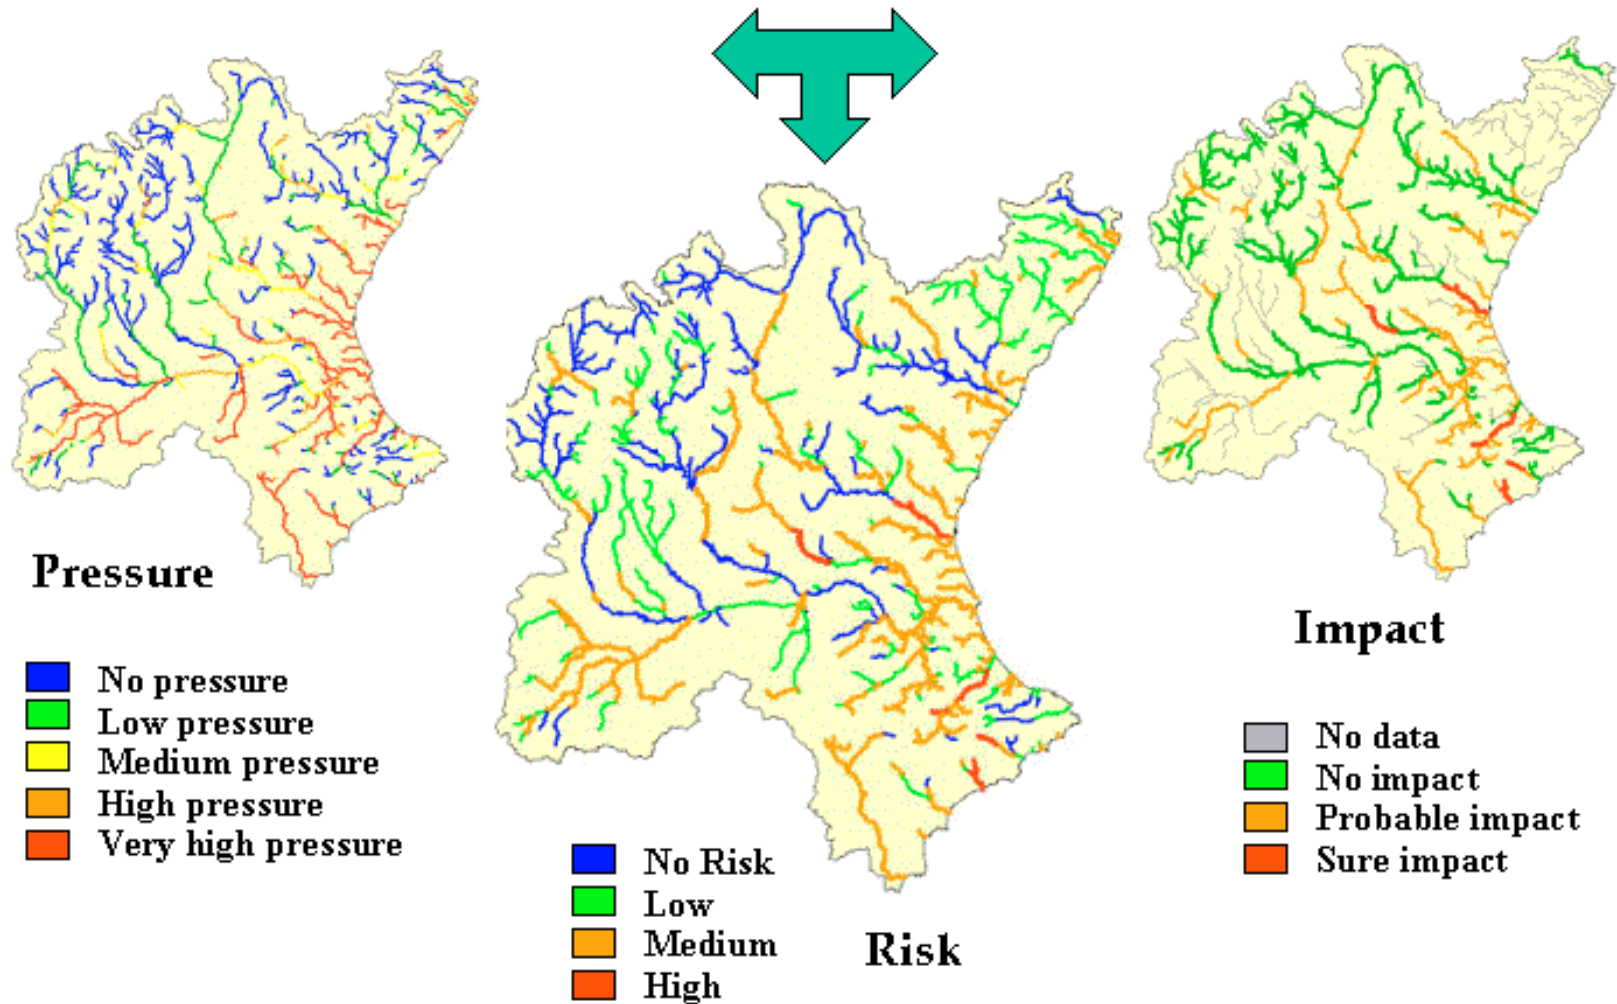 Pressure
No pressure
Low pressure
Medium pressure
High pressure
Very high pressure
Risk
No Risk
Low
Medium
High
Impact
No data
No impact
Probable impact
Sure impact